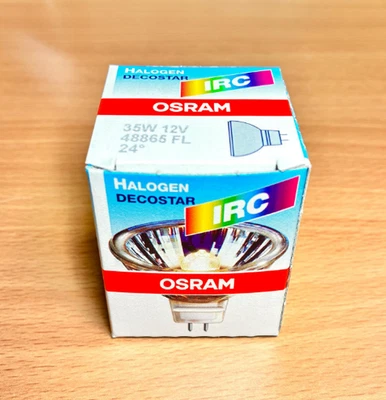 HALOGEN
DECOSTAR
IRC
OSRAM
35W 12V
48865 FL
24°
HALOGEN
DECOSTAR
IRC
OSRAM